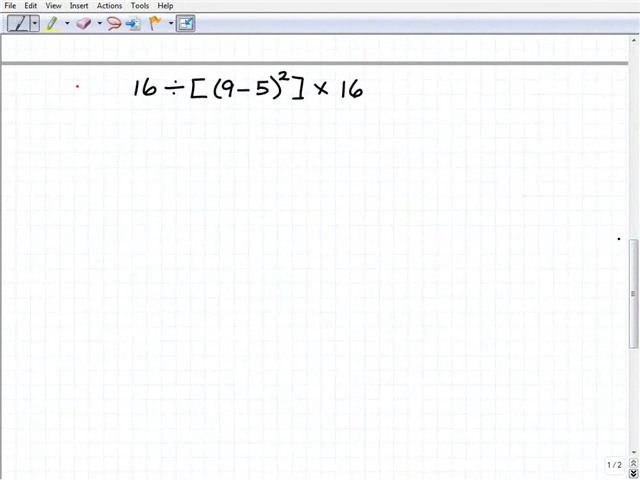 File Edit View Insert Actions Tools Help
16 ÷ [(9 − 5)²] × 16
1 / 2